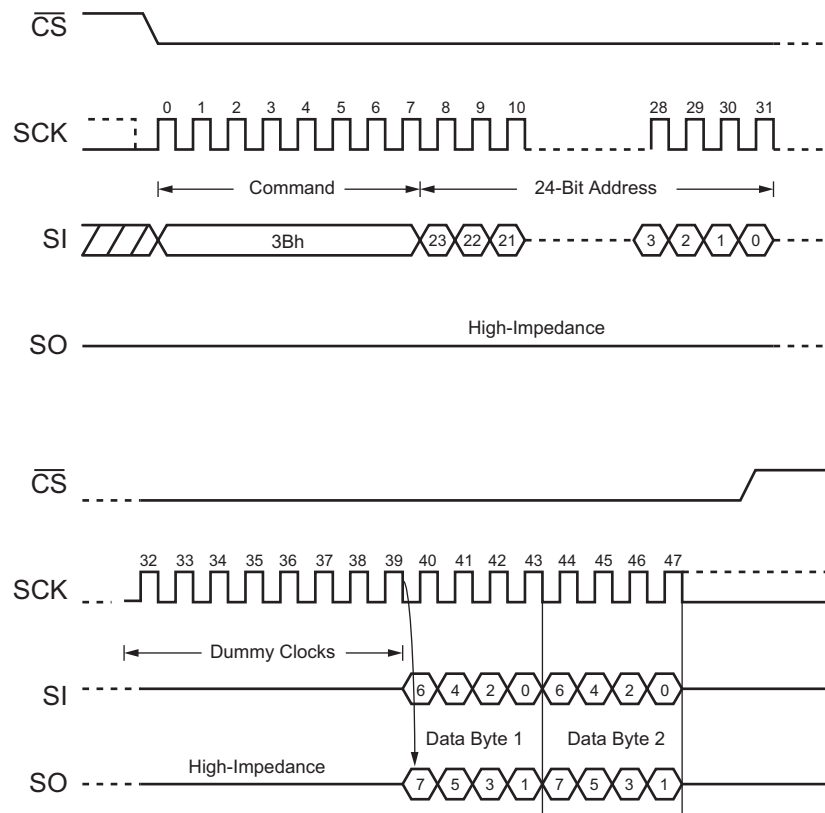 CS
0 1 2 3 4 5 6 7 8 9 10 28 29 30 31
SCK
Command 24-Bit Address
SI 3Bh 23 22 21 3 2 1 0
High-Impedance
SO
CS
32 33 34 35 36 37 38 39 40 41 42 43 44 45 46 47
SCK
Dummy Clocks
SI 6 4 2 0 6 4 2 0
Data Byte 1 Data Byte 2
High-Impedance
SO 7 5 3 1 7 5 3 1